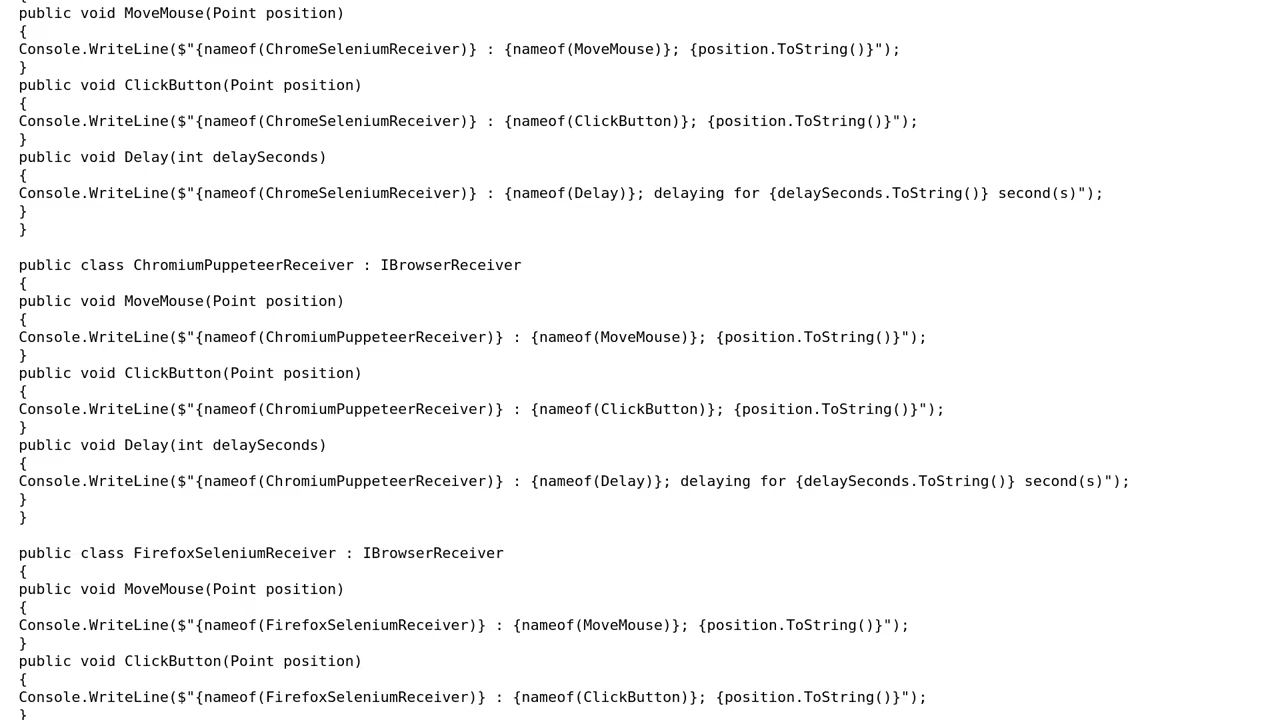 {
public void MoveMouse(Point position)
{
Console.WriteLine($"{nameof(ChromeSeleniumReceiver)} : {nameof(MoveMouse)}; {position.ToString()}");
}
public void ClickButton(Point position)
{
Console.WriteLine($"{nameof(ChromeSeleniumReceiver)} : {nameof(ClickButton)}; {position.ToString()}");
}
public void Delay(int delaySeconds)
{
Console.WriteLine($"{nameof(ChromeSeleniumReceiver)} : {nameof(Delay)}; delaying for {delaySeconds.ToString()} second(s)");
}
}

public class ChromiumPuppeteerReceiver : IBrowserReceiver
{
public void MoveMouse(Point position)
{
Console.WriteLine($"{nameof(ChromiumPuppeteerReceiver)} : {nameof(MoveMouse)}; {position.ToString()}");
}
public void ClickButton(Point position)
{
Console.WriteLine($"{nameof(ChromiumPuppeteerReceiver)} : {nameof(ClickButton)}; {position.ToString()}");
}
public void Delay(int delaySeconds)
{
Console.WriteLine($"{nameof(ChromiumPuppeteerReceiver)} : {nameof(Delay)}; delaying for {delaySeconds.ToString()} second(s)");
}
}

public class FirefoxSeleniumReceiver : IBrowserReceiver
{
public void MoveMouse(Point position)
{
Console.WriteLine($"{nameof(FirefoxSeleniumReceiver)} : {nameof(MoveMouse)}; {position.ToString()}");
}
public void ClickButton(Point position)
{
Console.WriteLine($"{nameof(FirefoxSeleniumReceiver)} : {nameof(ClickButton)}; {position.ToString()}");
}